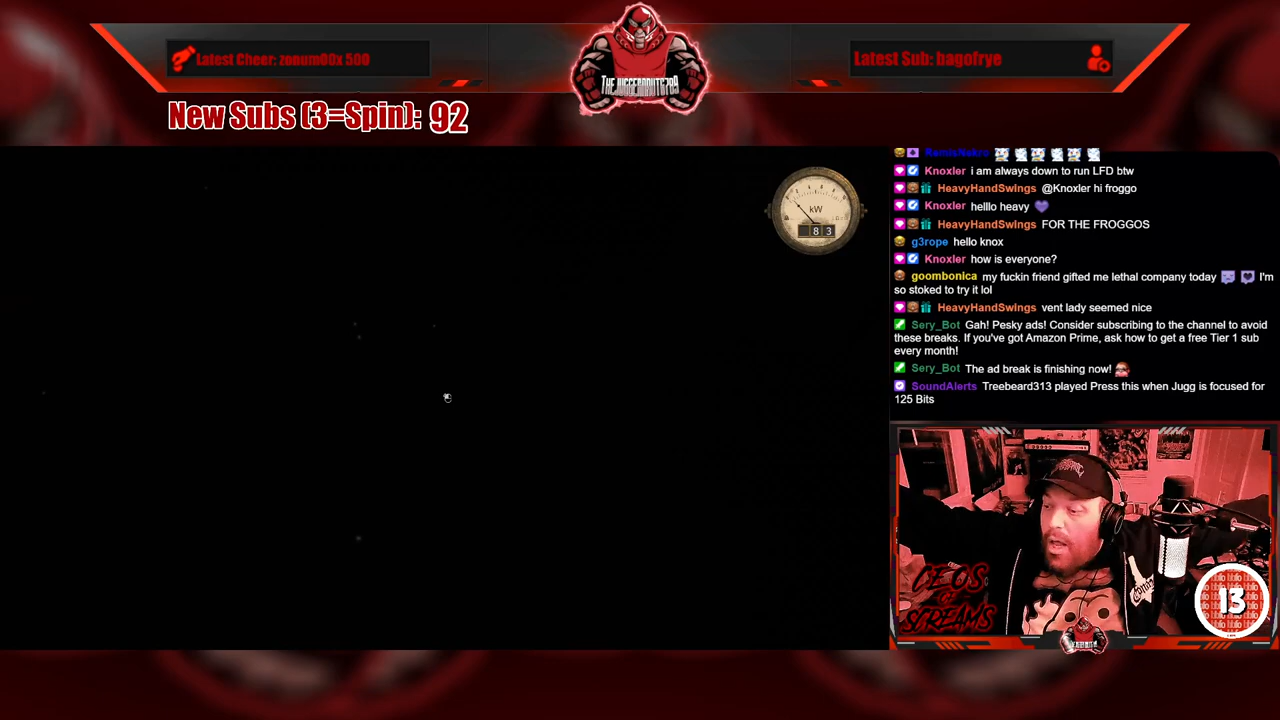 Latest Cheer: zonum00x 500
THEJUGGERNAUT6789
Latest Sub: bagofrye
New Subs (3=Spin): 92
kW
8 3
RemisNekro
Knoxler i am always down to run LFD btw
HeavyHandSwings @Knoxler hi froggo
Knoxler helllo heavy
HeavyHandSwings FOR THE FROGGOS
g3rope hello knox
Knoxler how is everyone?
goombonica my fuckin friend gifted me lethal company today I'm
so stoked to try it lol
HeavyHandSwings vent lady seemed nice
Sery_Bot Gah! Pesky ads! Consider subscribing to the channel to avoid
these breaks. If you've got Amazon Prime, ask how to get a free Tier 1 sub
every month!
Sery_Bot The ad break is finishing now!
SoundAlerts Treebeard313 played Press this when Jugg is focused for
125 Bits
CEOS
OF
SCREAMS
13